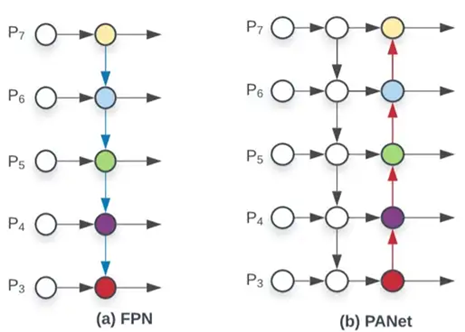 P7 P7
P6 P6
P5 P5
P4 P4
P3 P3
(a) FPN (b) PANet